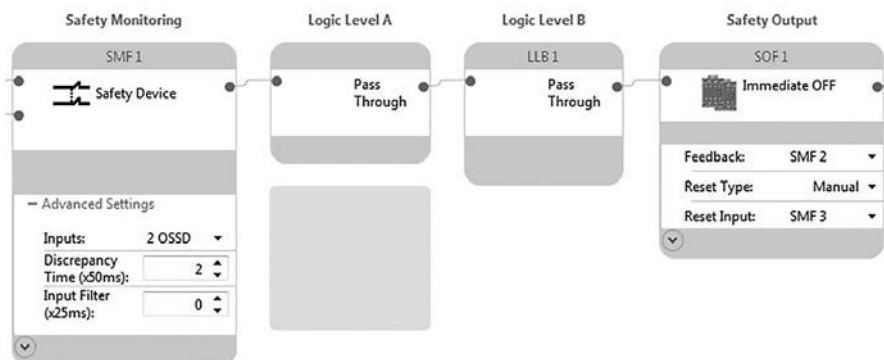 Safety Monitoring
Logic Level A
Logic Level B
Safety Output
SMF 1
LLB 1
SOF 1
Safety Device
Pass
Through
Pass
Through
Immediate OFF
Feedback: SMF 2
Reset Type: Manual
Reset Input: SMF 3
Advanced Settings
Inputs: 2 OSSD
Discrepancy
Time (x50ms): 2
Input Filter
(x25ms): 0